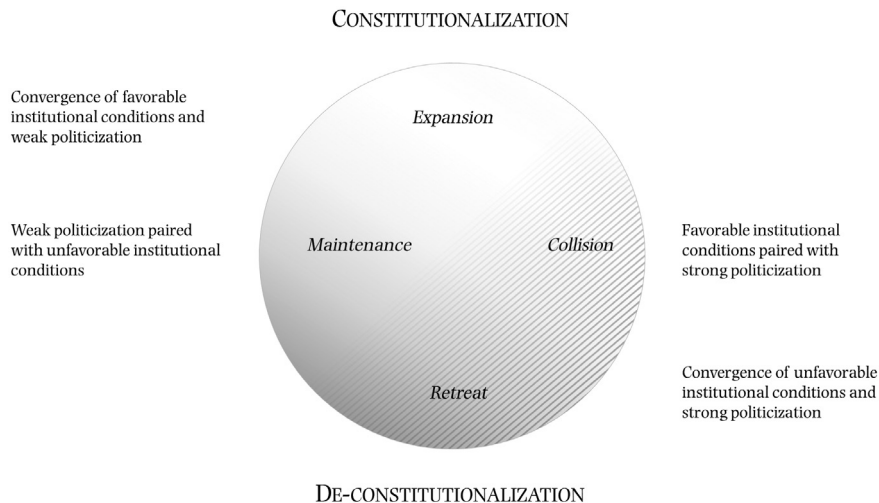 CONSTITUTIONALIZATION
Convergence of favorable
institutional conditions and
weak politicization
Expansion
Weak politicization paired
with unfavorable institutional
conditions
Maintenance
Collision
Favorable institutional
conditions paired with
strong politicization
Retreat
Convergence of unfavorable
institutional conditions and
strong politicization
DE-CONSTITUTIONALIZATION